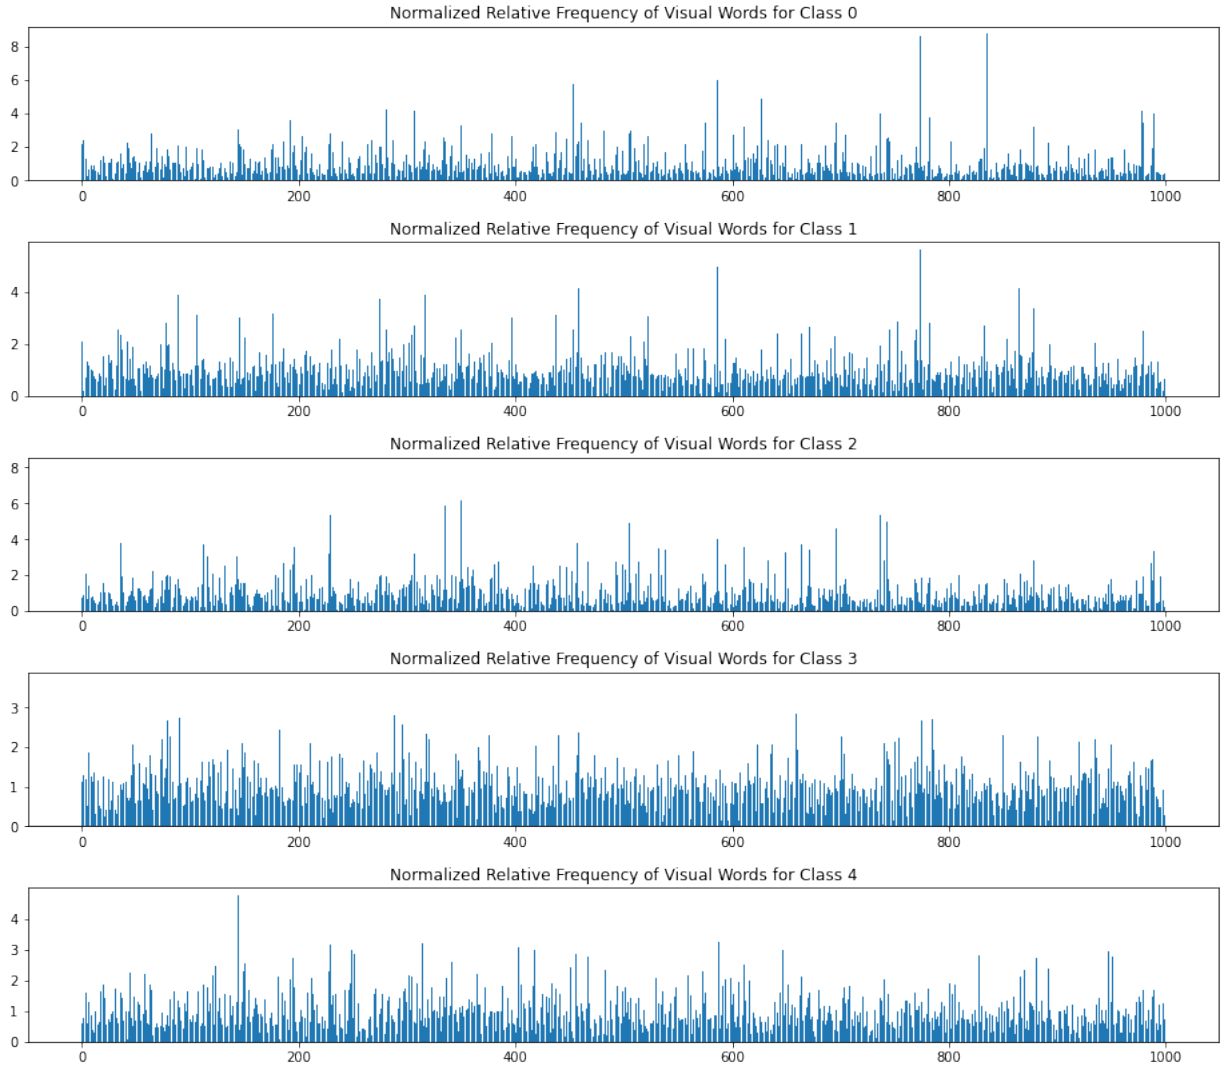 Normalized Relative Frequency of Visual Words for Class 0
8
6
4
2
0
0 200 400 600 800 1000
Normalized Relative Frequency of Visual Words for Class 1
4
2
0
0 200 400 600 800 1000
Normalized Relative Frequency of Visual Words for Class 2
8
6
4
2
0
0 200 400 600 800 1000
Normalized Relative Frequency of Visual Words for Class 3
3
2
1
0
0 200 400 600 800 1000
Normalized Relative Frequency of Visual Words for Class 4
4
3
2
1
0
0 200 400 600 800 1000